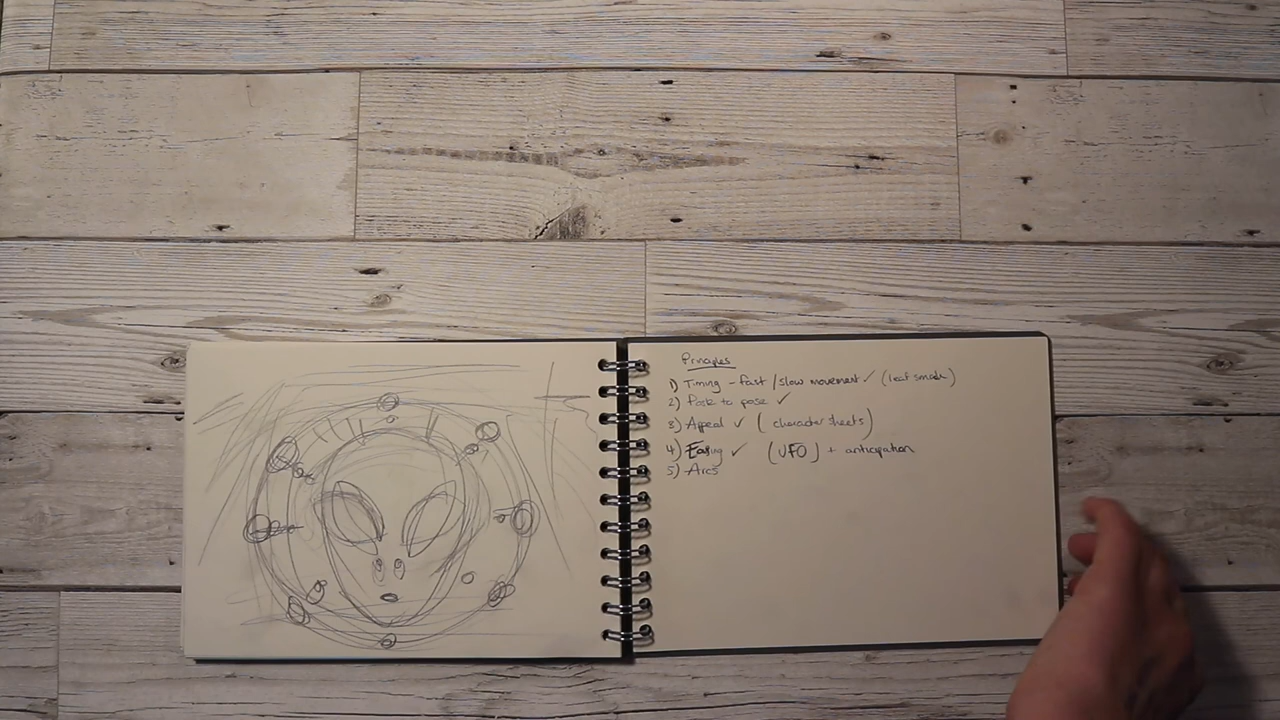 Principles
1) Timing - fast / slow movement ✓ (leaf smash)
2) Pose to pose ✓
3) Appeal ✓ (character sheets)
4) Easing ✓ (UFO) + anticipation
5) Arcs